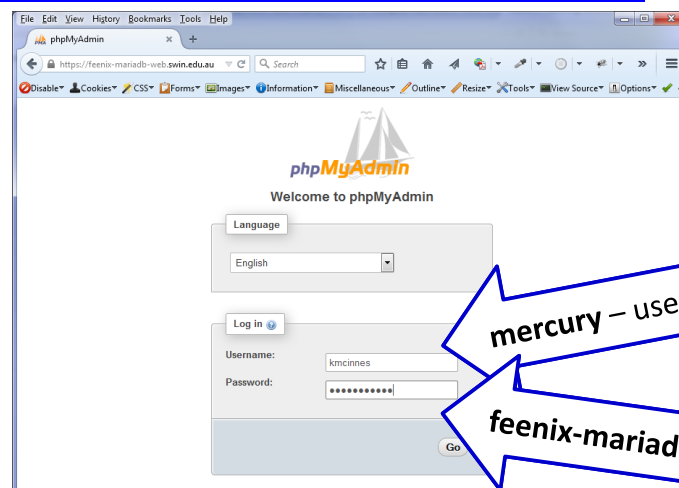 File Edit View History Bookmarks Tools Help
phpMyAdmin
https://feenix-mariadb-web.swin.edu.au Search
Disable Cookies CSS Forms Images Information Miscellaneous Outline Resize Tools View Source Options
phpMyAdmin
Welcome to phpMyAdmin
Language
English
Log in
Username:
kmcinnes
mercury – use
Password:
feenix-mariad
Go